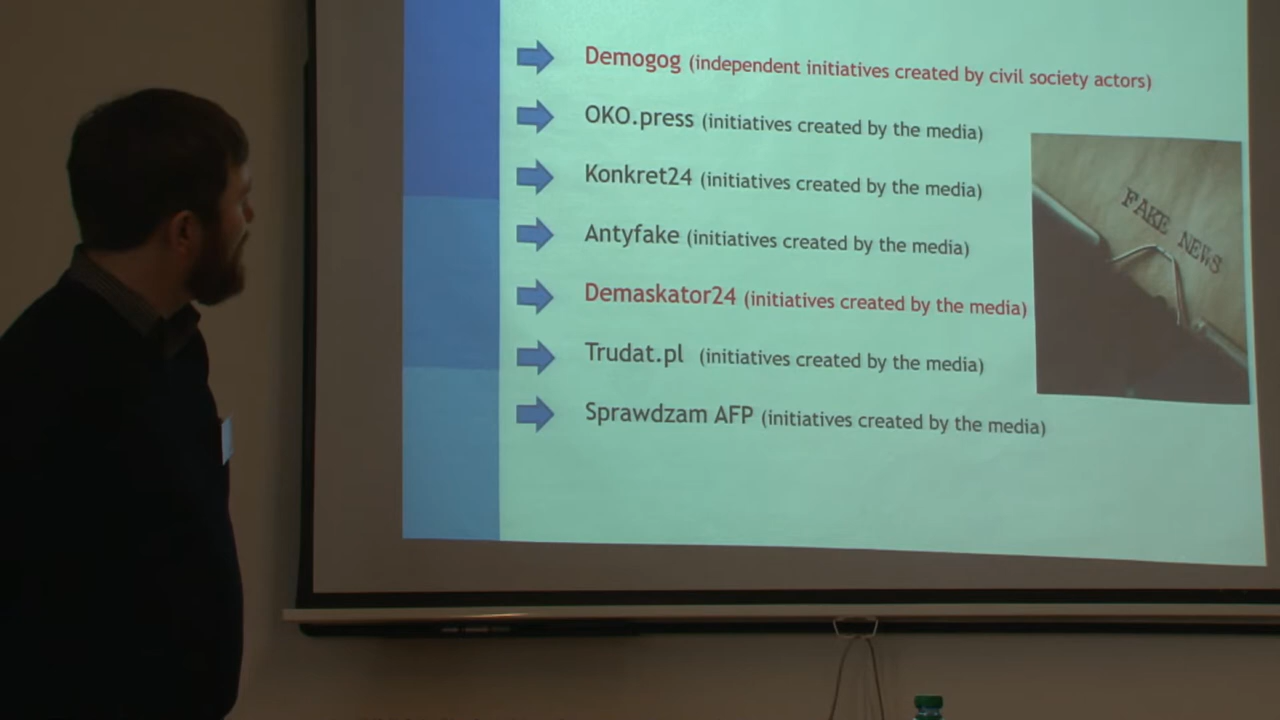 Demogog (independent initiatives created by civil society actors)
OKO.press (initiatives created by the media)
Konkret24 (initiatives created by the media)
Antyfake (initiatives created by the media)
Demaskator24 (initiatives created by the media)
Trudat.pl (initiatives created by the media)
Sprawdzam AFP (initiatives created by the media)
FAKE NEWS